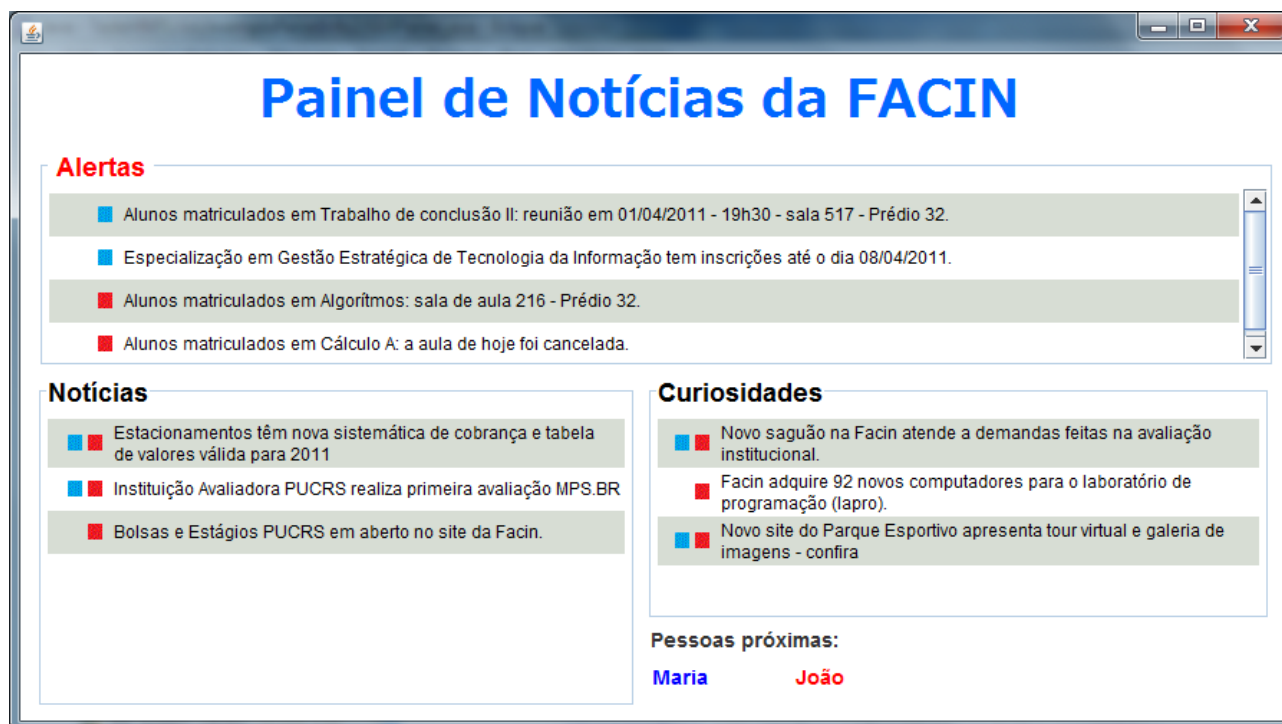 Painel de Notícias da FACIN
Alertas
Alunos matriculados em Trabalho de conclusão II: reunião em 01/04/2011 - 19h30 - sala 517 - Prédio 32.
Especialização em Gestão Estratégica de Tecnologia da Informação tem inscrições até o dia 08/04/2011.
Alunos matriculados em Algorítmos: sala de aula 216 - Prédio 32.
Alunos matriculados em Cálculo A: a aula de hoje foi cancelada.
Notícias
Estacionamentos têm nova sistemática de cobrança e tabela
de valores válida para 2011
Instituição Avaliadora PUCRS realiza primeira avaliação MPS.BR
Bolsas e Estágios PUCRS em aberto no site da Facin.
Curiosidades
Novo saguão na Facin atende a demandas feitas na avaliação
institucional.
Facin adquire 92 novos computadores para o laboratório de
programação (lapro).
Novo site do Parque Esportivo apresenta tour virtual e galeria de
imagens - confira
Pessoas próximas:
Maria João